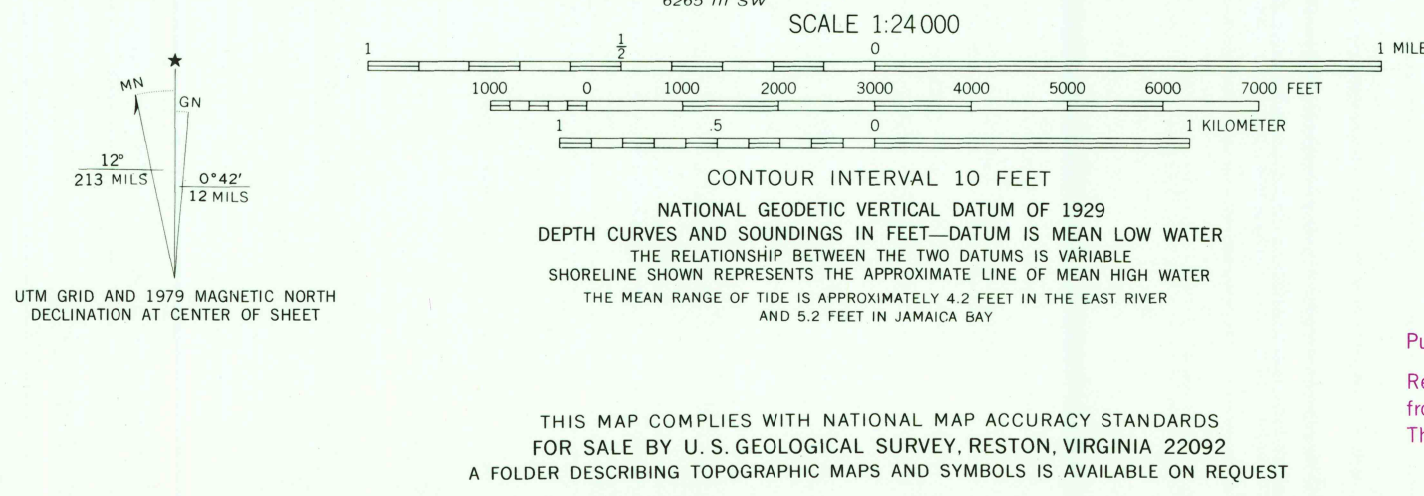 SCALE 1:24 000
1 1/2 0 1 MILE
1000 0 1000 2000 3000 4000 5000 6000 7000 FEET
1 .5 0 1 KILOMETER
CONTOUR INTERVAL 10 FEET
NATIONAL GEODETIC VERTICAL DATUM OF 1929
DEPTH CURVES AND SOUNDINGS IN FEET—DATUM IS MEAN LOW WATER
THE RELATIONSHIP BETWEEN THE TWO DATUMS IS VARIABLE
SHORELINE SHOWN REPRESENTS THE APPROXIMATE LINE OF MEAN HIGH WATER
THE MEAN RANGE OF TIDE IS APPROXIMATELY 4.2 FEET IN THE EAST RIVER
AND 5.2 FEET IN JAMAICA BAY
★
MN
GN
12°
213 MILS
0°42′
12 MILS
UTM GRID AND 1979 MAGNETIC NORTH
DECLINATION AT CENTER OF SHEET
THIS MAP COMPLIES WITH NATIONAL MAP ACCURACY STANDARDS
FOR SALE BY U. S. GEOLOGICAL SURVEY, RESTON, VIRGINIA 22092
A FOLDER DESCRIBING TOPOGRAPHIC MAPS AND SYMBOLS IS AVAILABLE ON REQUEST